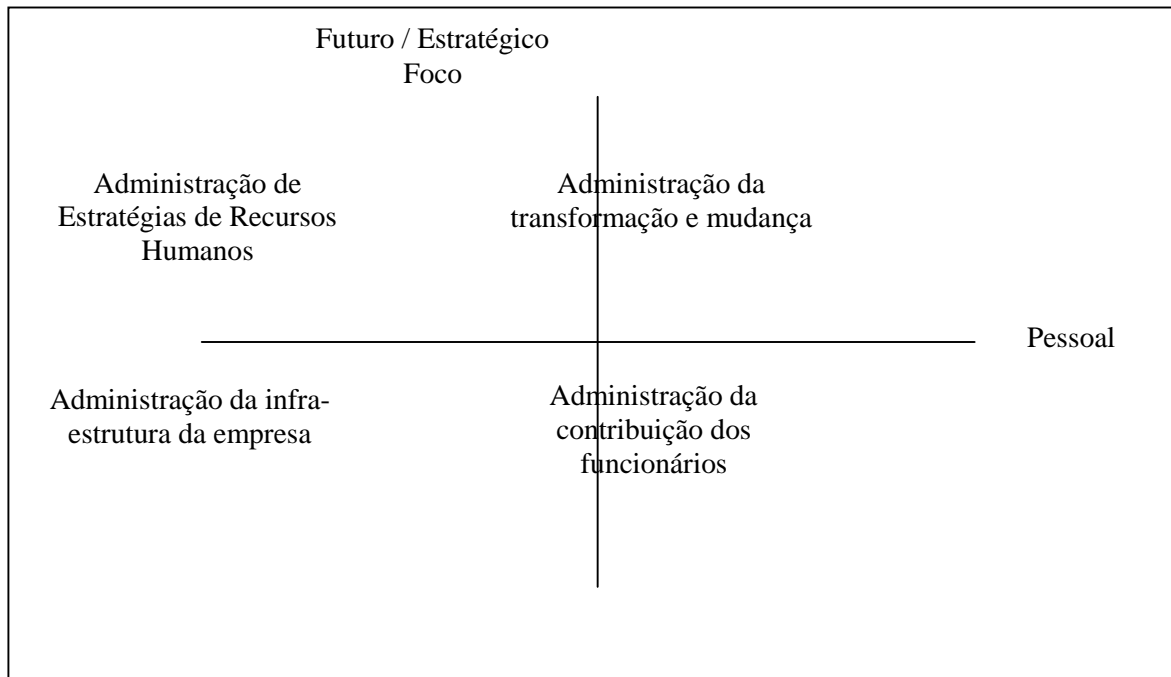 Futuro / Estratégico
Foco
Administração de
Estratégias de Recursos
Humanos
Administração da
transformação e mudança
Pessoal
Administração da infra-
estrutura da empresa
Administração da
contribuição dos
funcionários